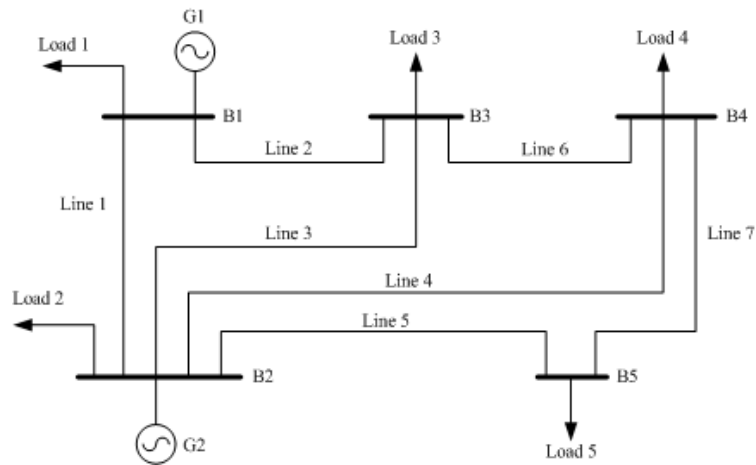 G1
Load 1
Load 3
Load 4
B1
B3
B4
Line 2
Line 6
Line 1
Line 3
Line 7
Line 4
Load 2
Line 5
B2
B5
G2
Load 5